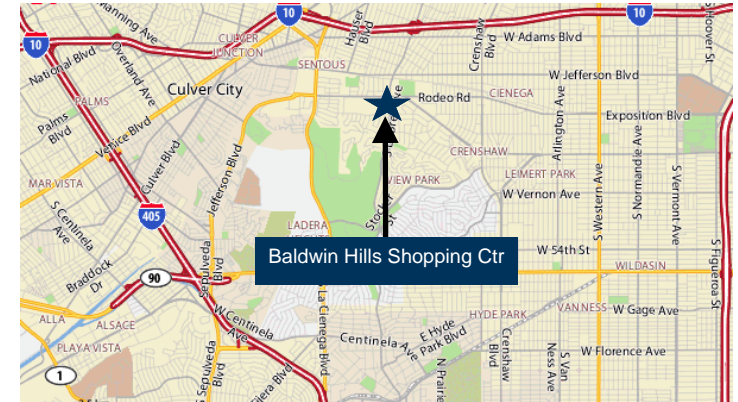 Manning Ave
10
Hauser
Blvd
10
S Hoover St
10
Overland Ave
CULVER
JUNCTION
Crenshaw
Blvd
W Adams Blvd
National Blvd
SENTOUS
W Jefferson Blvd
PALMS
Culver City
Rodeo Rd
CIENEGA
Palms
Blvd
Venice Blvd
Arlington Ave
Exposition Blvd
Culver Blvd
Jefferson Blvd
CRENSHAW
S Western Ave
S Normandie Ave
S Vermont Ave
MAR VISTA
VIEW PARK
LEIMERT PARK
W Vernon Ave
S Centinela
Ave
405
LADERA
Baldwin Hills Shopping Ctr
W 54th St
S Figueroa St
Braddock
Dr
90
Sepulveda
Blvd
WILDASIN
S La Cienega Blvd
ALLA
ALSACE
W Centinela
Ave
HYDE PARK
VAN NESS
W Gage Ave
PLAYA VISTA
Centinela Ave
E Hyde
Park Blvd
Crenshaw
Blvd
S Van
Ness Ave
W Florence Ave
1
S Sepulveda
Blvd
N Prairie